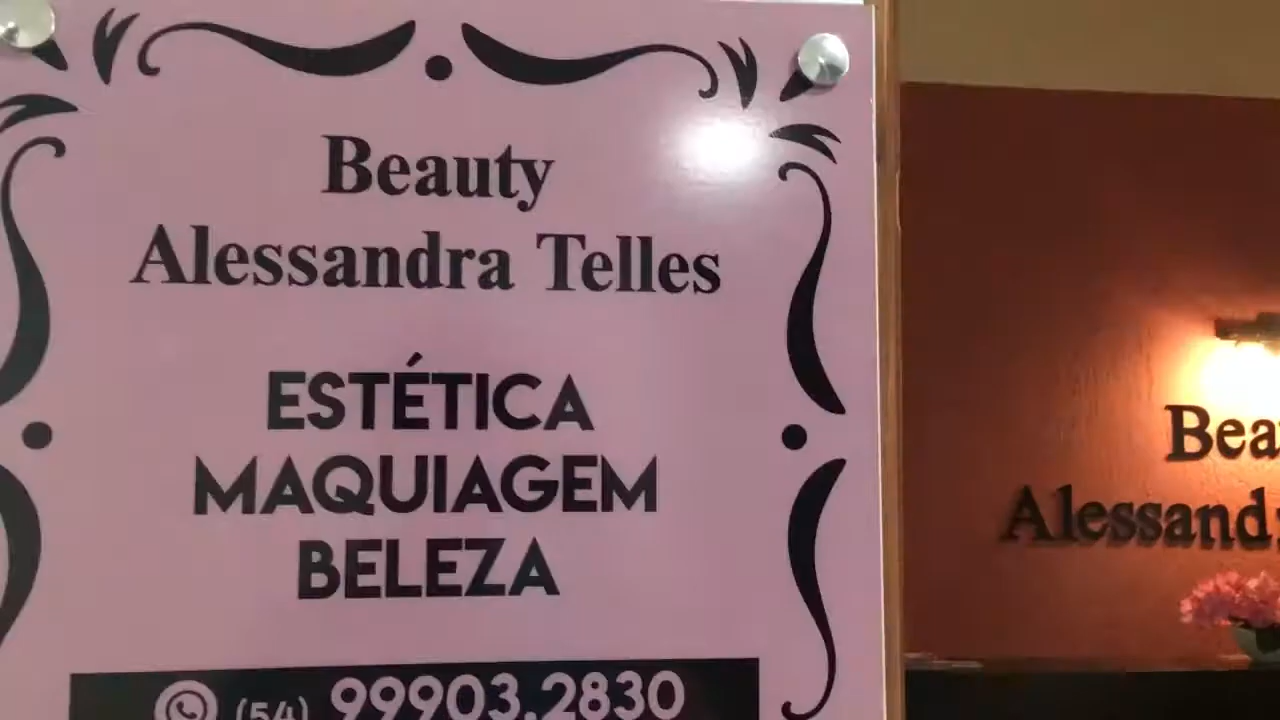 Beauty
Alessandra Telles
ESTÉTICA
MAQUIAGEM
BELEZA
(54) 99903.2830